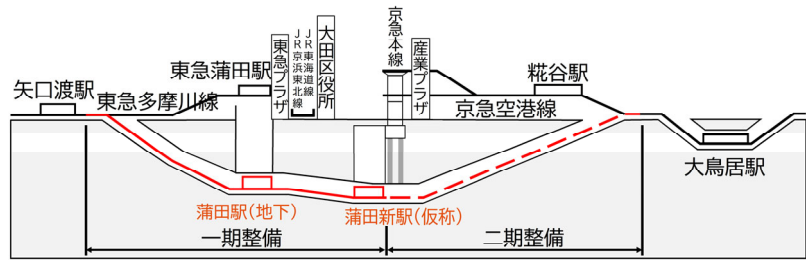 矢口渡駅
東急多摩川線
東急蒲田駅
東急プラザ
JR京浜東北線
JR東海道線
大田区役所
京急本線
産業プラザ
京急空港線
糀谷駅
大鳥居駅
蒲田駅(地下)
蒲田新駅(仮称)
一期整備
二期整備